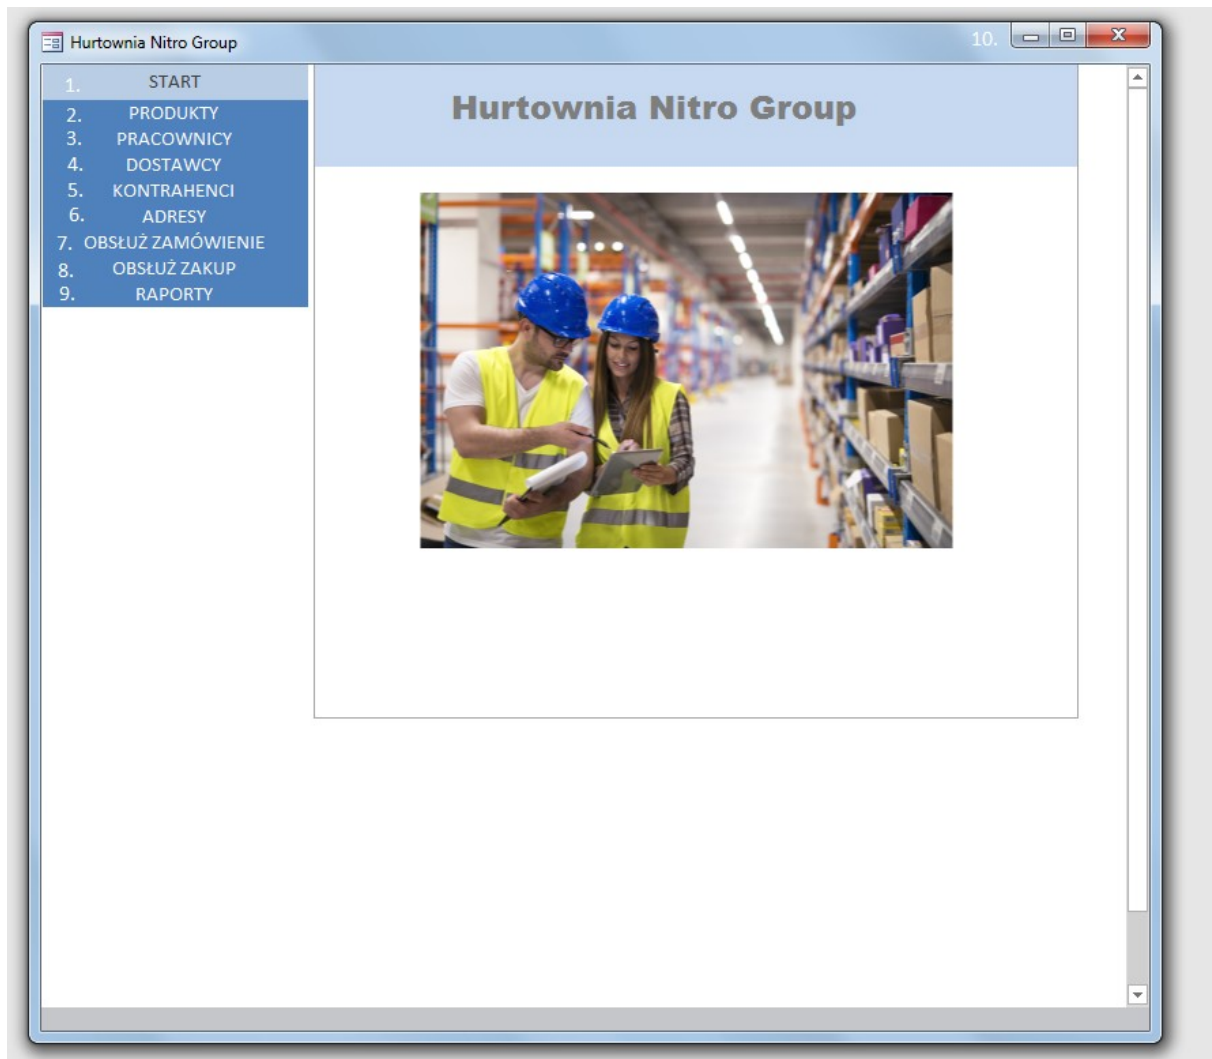 Hurtownia Nitro Group
10.
1. START
Hurtownia Nitro Group
2. PRODUKTY
3. PRACOWNICY
4. DOSTAWCY
5. KONTRAHENCI
6. ADRESY
7. OBSŁUŻ ZAMÓWIENIE
8. OBSŁUŻ ZAKUP
9. RAPORTY